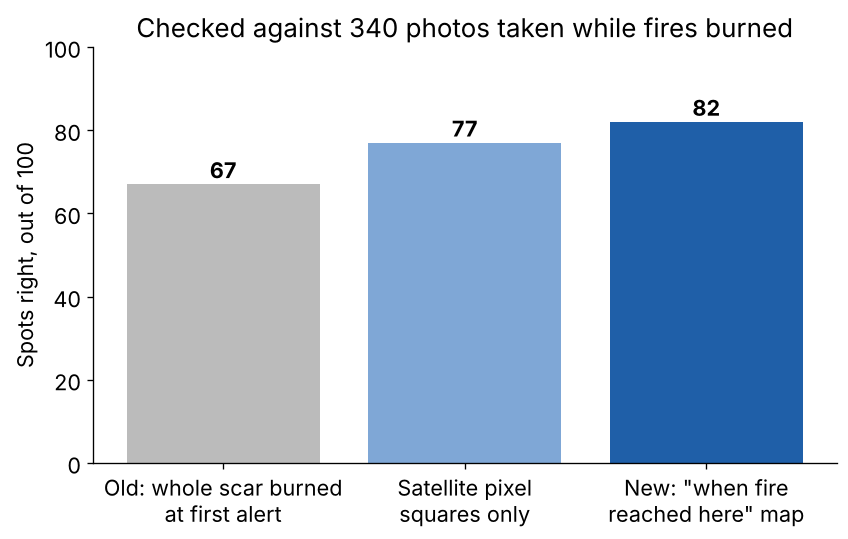 Checked against 340 photos taken while fires burned
Spots right, out of 100
100
80
60
40
20
0
67
77
82
Old: whole scar burned
at first alert
Satellite pixel
squares only
New: "when fire
reached here" map